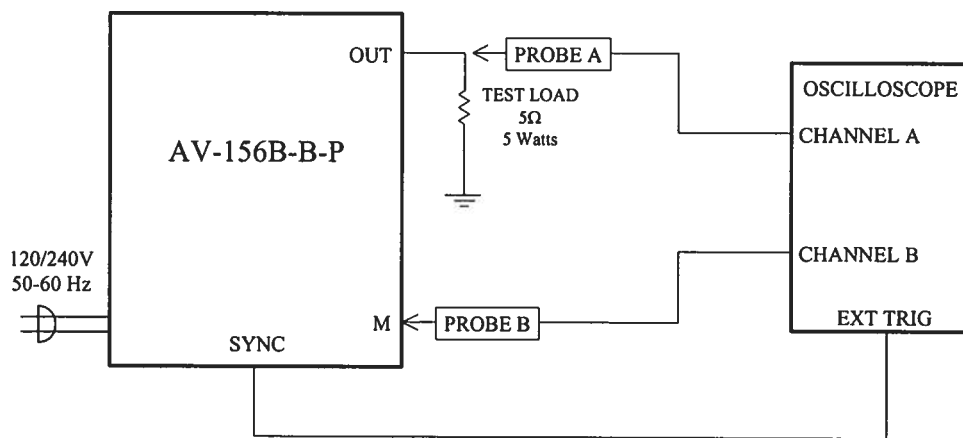 OUT
PROBE A
TEST LOAD
5Ω
5 Watts
OSCILLOSCOPE
CHANNEL A
AV-156B-B-P
120/240V
50-60 Hz
CHANNEL B
M
PROBE B
SYNC
EXT TRIG